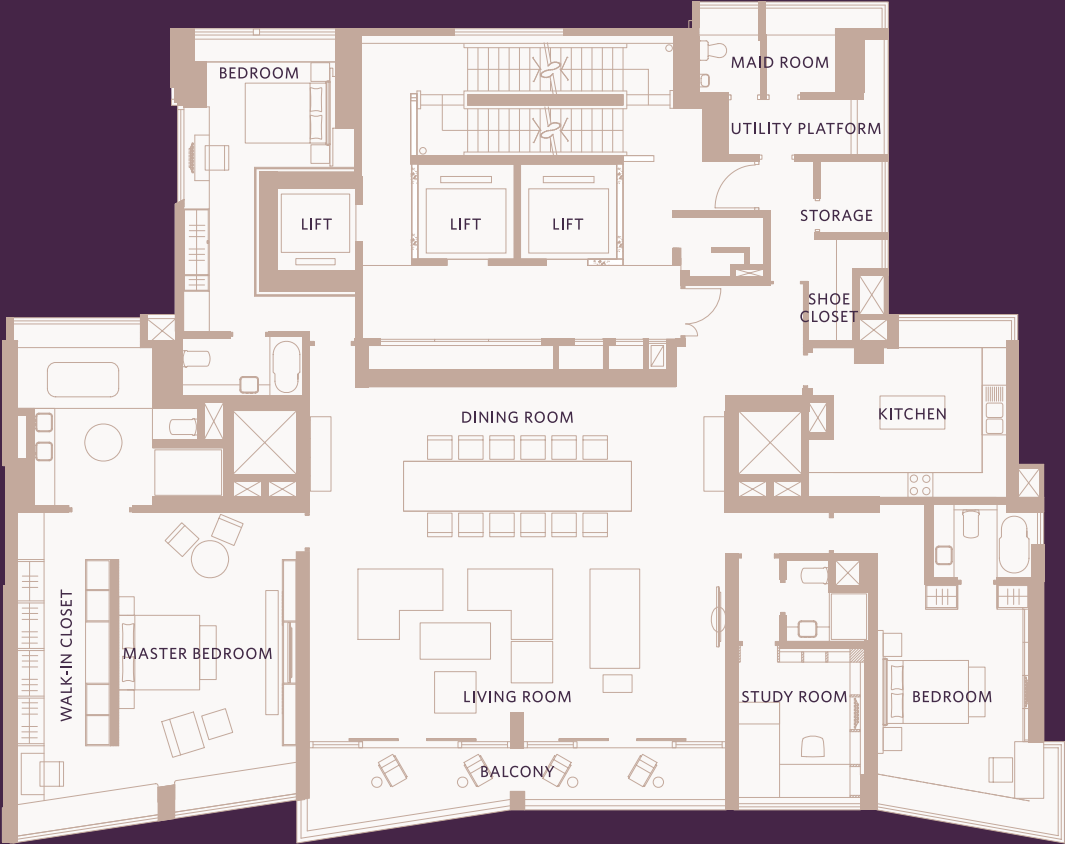 MAID ROOM
BEDROOM
UTILITY PLATFORM
STORAGE
LIFT
LIFT
LIFT
SHOE
CLOSET
KITCHEN
DINING ROOM
WALK-IN CLOSET
MASTER BEDROOM
LIVING ROOM
STUDY ROOM
BEDROOM
BALCONY